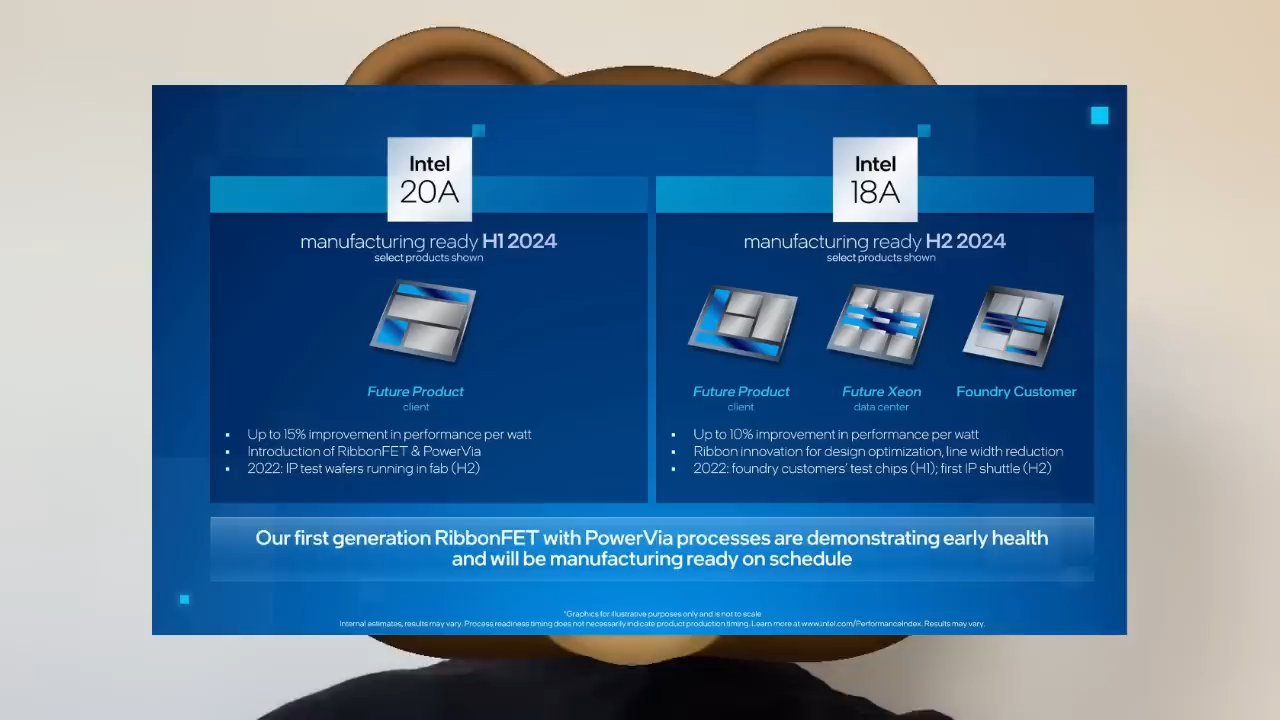 Intel
20A
manufacturing ready H1 2024
select products shown
Future Product
client
▪ Up to 15% improvement in performance per watt
▪ Introduction of RibbonFET & PowerVia
▪ 2022: IP test wafers running in fab (H2)
Intel
18A
manufacturing ready H2 2024
select products shown
Future Product
client
Future Xeon
data center
Foundry Customer
▪ Up to 10% improvement in performance per watt
▪ Ribbon innovation for design optimization, line width reduction
▪ 2022: foundry customers' test chips (H1); first IP shuttle (H2)
Our first generation RibbonFET with PowerVia processes are demonstrating early health
and will be manufacturing ready on schedule
*Graphics for illustrative purposes only and is not to scale
Internal estimates, results may vary. Process readiness timing does not necessarily indicate product production timing. Learn more at www.intel.com/PerformanceIndex. Results may vary.